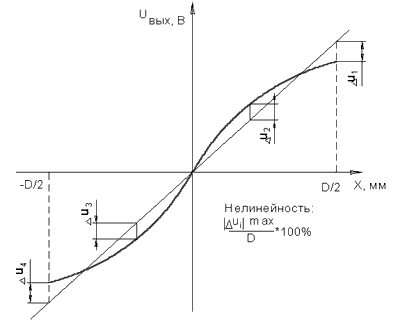 Uвых, В
Δu₁
Δu₂
-D/2
D/2
X, мм
Δu₃
Нелинейность:
|Δui| max
D
*100%
Δu₄